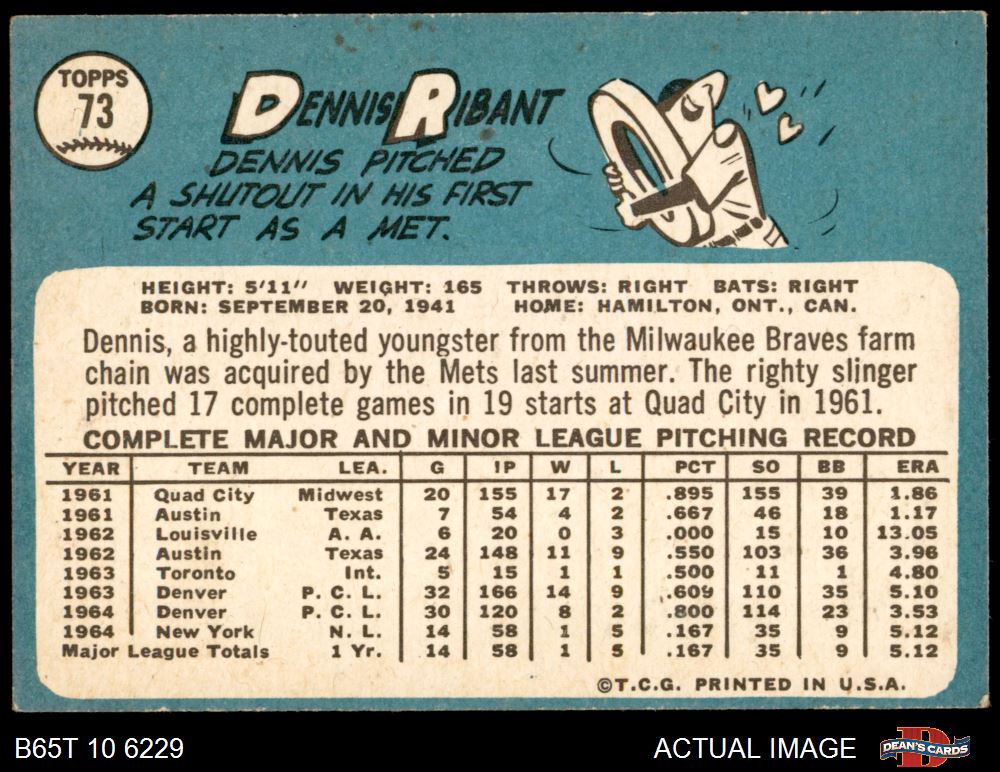 TOPPS
73
DENNIS RIBANT
DENNIS PITCHED
A SHUTOUT IN HIS FIRST
START AS A MET.
HEIGHT: 5'11" WEIGHT: 165 THROWS: RIGHT BATS: RIGHT
BORN: SEPTEMBER 20, 1941 HOME: HAMILTON, ONT., CAN.
Dennis, a highly-touted youngster from the Milwaukee Braves farm
chain was acquired by the Mets last summer. The righty slinger
pitched 17 complete games in 19 starts at Quad City in 1961.
COMPLETE MAJOR AND MINOR LEAGUE PITCHING RECORD
YEAR TEAM LEA. G IP W L PCT SO BB ERA
1961 Quad City Midwest 20 155 17 2 .895 155 39 1.86
1961 Austin Texas 7 54 4 2 .667 46 18 1.17
1962 Louisville A. A. 6 20 0 3 .000 15 10 13.05
1962 Austin Texas 24 148 11 9 .550 103 36 3.96
1963 Toronto Int. 5 15 1 1 .500 11 1 4.80
1963 Denver P. C. L. 32 166 14 9 .609 110 35 5.10
1964 Denver P. C. L. 30 120 8 2 .800 114 23 3.53
1964 New York N. L. 14 58 1 5 .167 35 9 5.12
Major League Totals 1 Yr. 14 58 1 5 .167 35 9 5.12
©T.C.G. PRINTED IN U.S.A.
B65T 10 6229 ACTUAL IMAGE DEAN'S CARDS